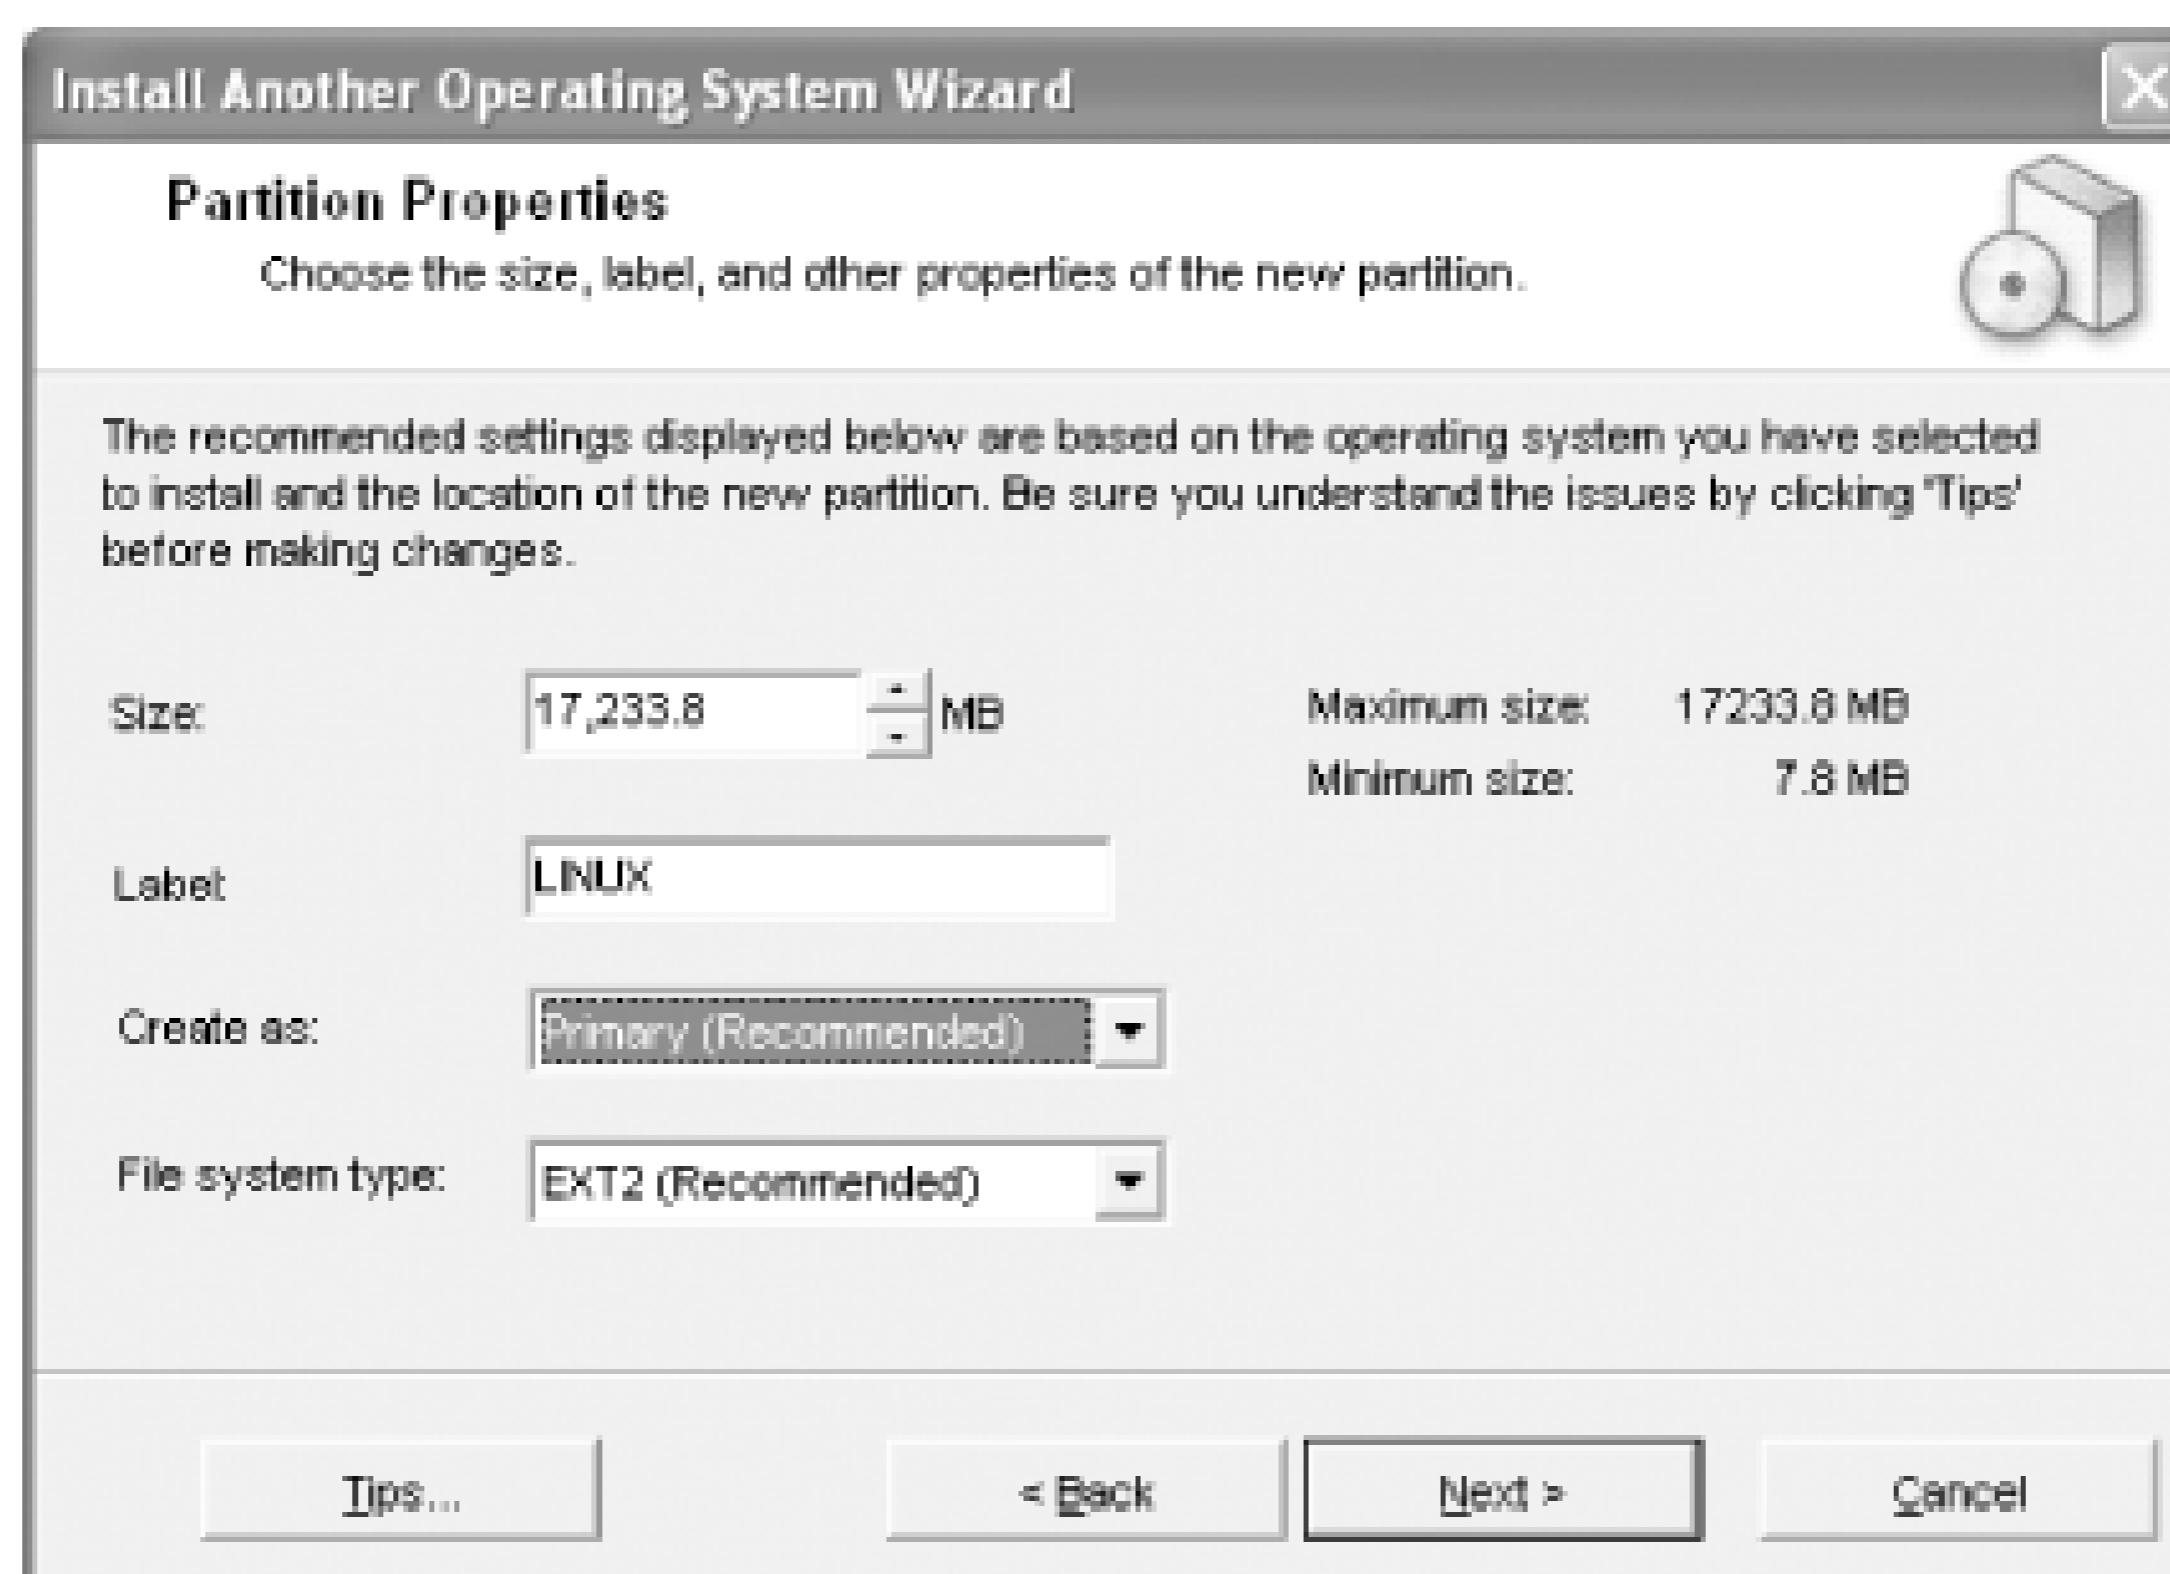 Install Another Operating System Wizard
Partition Properties
Choose the size, label, and other properties of the new partition.
The recommended settings displayed below are based on the operating system you have selected
to install and the location of the new partition. Be sure you understand the issues by clicking 'Tips'
before making changes.
Size: 17,233.8 MB Maximum size: 17233.8 MB
Minimum size: 7.8 MB
Label: LINUX
Create as: Primary (Recommended)
File system type: EXT2 (Recommended)
Tips... < Back Next > Cancel